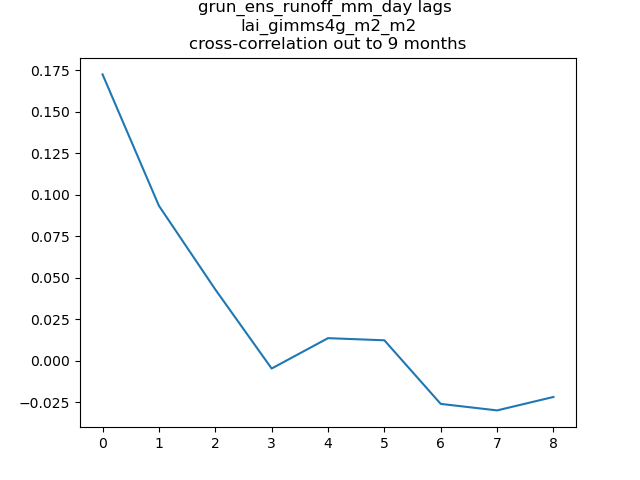 grun_ens_runoff_mm_day lags
lai_gimms4g_m2_m2
cross-correlation out to 9 months
0.175
0.150
0.125
0.100
0.075
0.050
0.025
0.000
−0.025
0 1 2 3 4 5 6 7 8